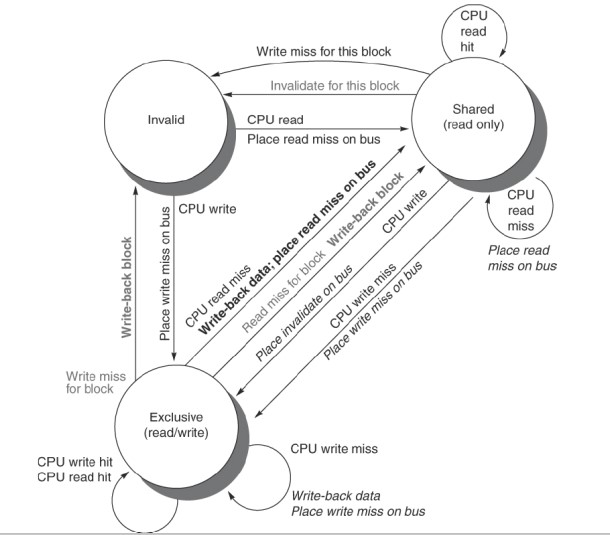 CPU
read
hit
Write miss for this block
Invalidate for this block
Invalid
CPU read
Place read miss on bus
Shared
(read only)
CPU
read
miss
Place read
miss on bus
CPU write
Place write miss on bus
Write-back block
Write miss
for block
CPU read miss
Write-back data; place read miss on bus
Read miss for block Write-back block
CPU write
Place invalidate on bus
CPU write miss
Place write miss on bus
Exclusive
(read/write)
CPU write hit
CPU read hit
CPU write miss
Write-back data
Place write miss on bus